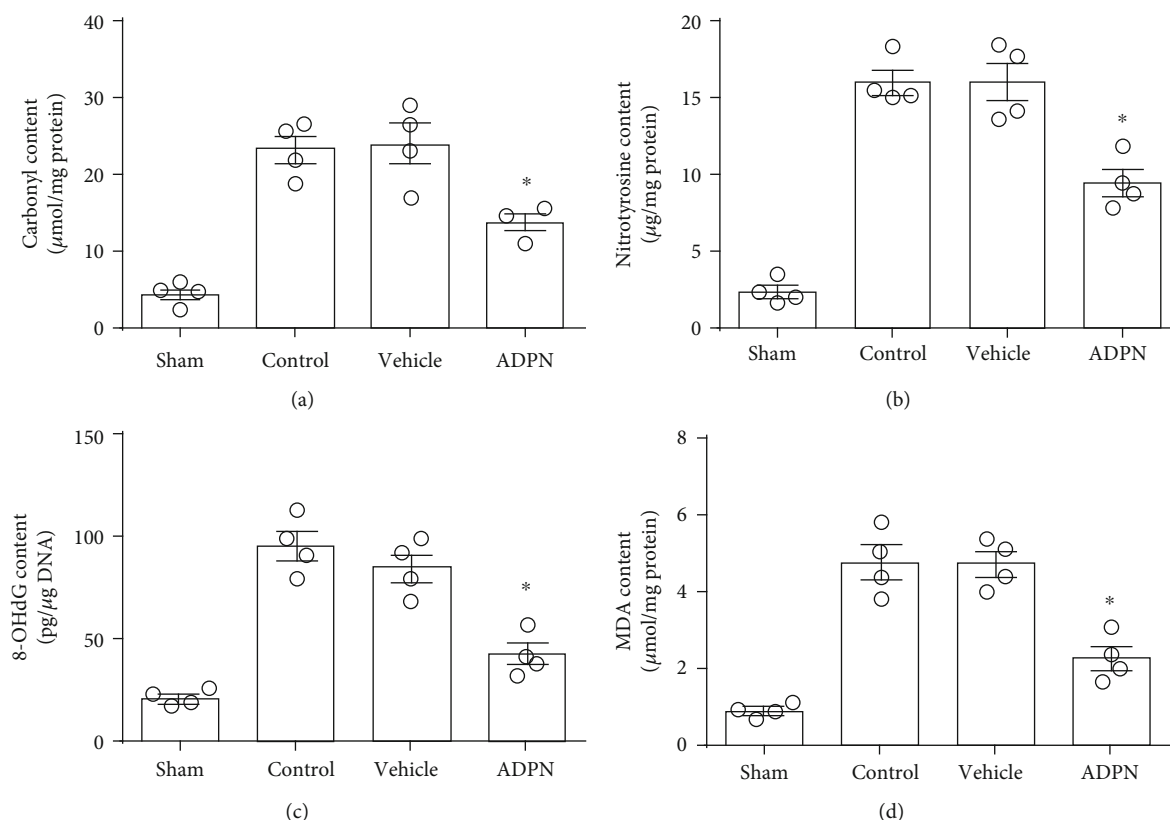 40
30
20
10
0
Carbonyl content
(μmol/mg protein)
*
Sham Control Vehicle ADPN
(a)
20
15
10
5
0
Nitrotyrosine content
(μg/mg protein)
*
Sham Control Vehicle ADPN
(b)
150
100
50
0
8-OHdG content
(pg/μg DNA)
*
Sham Control Vehicle ADPN
(c)
8
6
4
2
0
MDA content
(μmol/mg protein)
*
Sham Control Vehicle ADPN
(d)